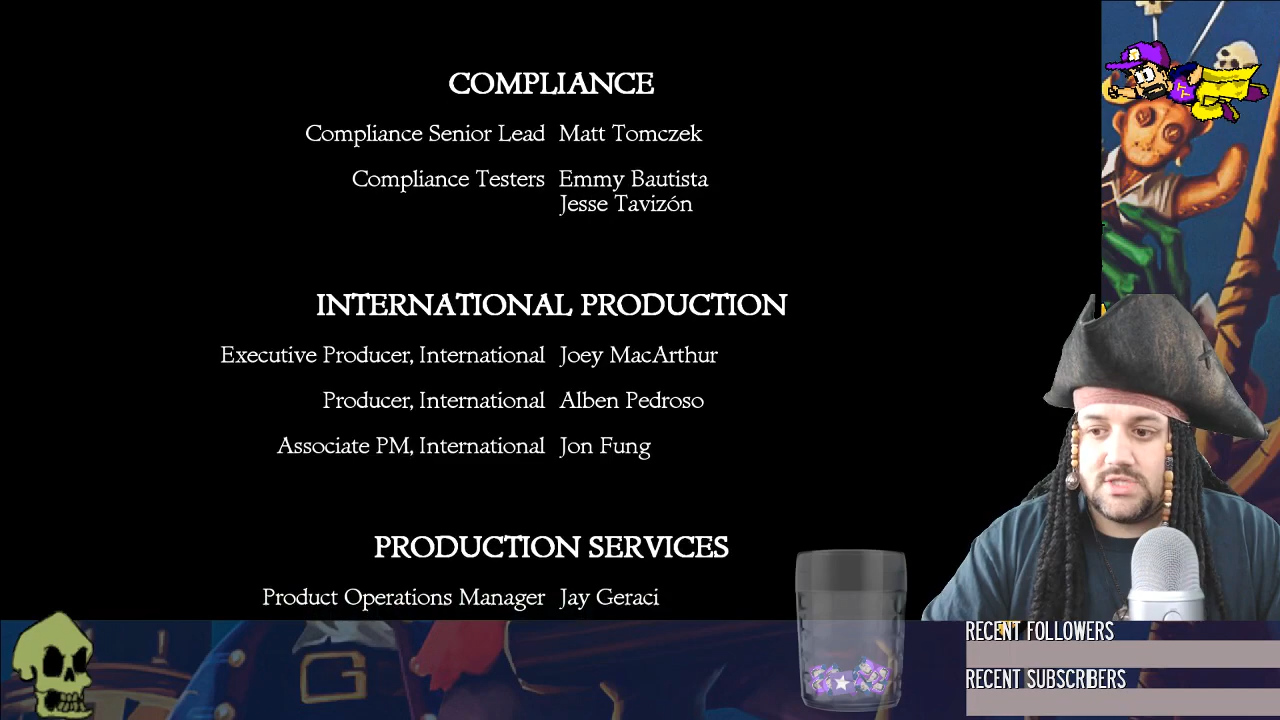 COMPLIANCE
Compliance Senior Lead Matt Tomczek
Compliance Testers Emmy Bautista
Jesse Tavizón
INTERNATIONAL PRODUCTION
Executive Producer, International Joey MacArthur
Producer, International Alben Pedroso
Associate PM, International Jon Fung
PRODUCTION SERVICES
Product Operations Manager Jay Geraci
RECENT FOLLOWERS
RECENT SUBSCRIBERS